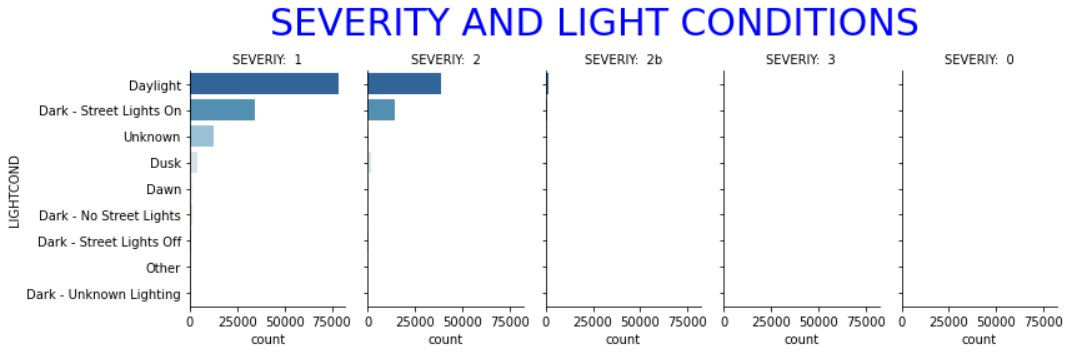 SEVERITY AND LIGHT CONDITIONS
SEVERIY: 1 SEVERIY: 2 SEVERIY: 2b SEVERIY: 3 SEVERIY: 0
LIGHTCOND
Daylight
Dark - Street Lights On
Unknown
Dusk
Dawn
Dark - No Street Lights
Dark - Street Lights Off
Other
Dark - Unknown Lighting
0 25000 50000 75000 0 25000 50000 75000 0 25000 50000 75000 0 25000 50000 75000 0 25000 50000 75000
count count count count count